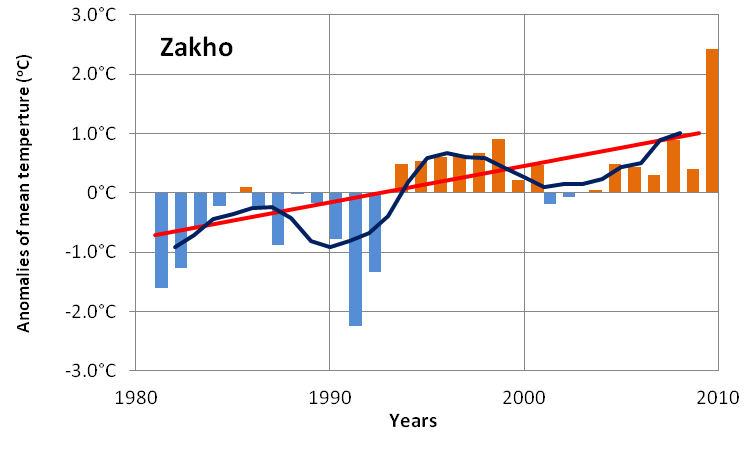 Zakho
Anomalies of mean temperture (°C)
3.0°C
2.0°C
1.0°C
0°C
-1.0°C
-2.0°C
-3.0°C
1980 1990 2000 2010
Years